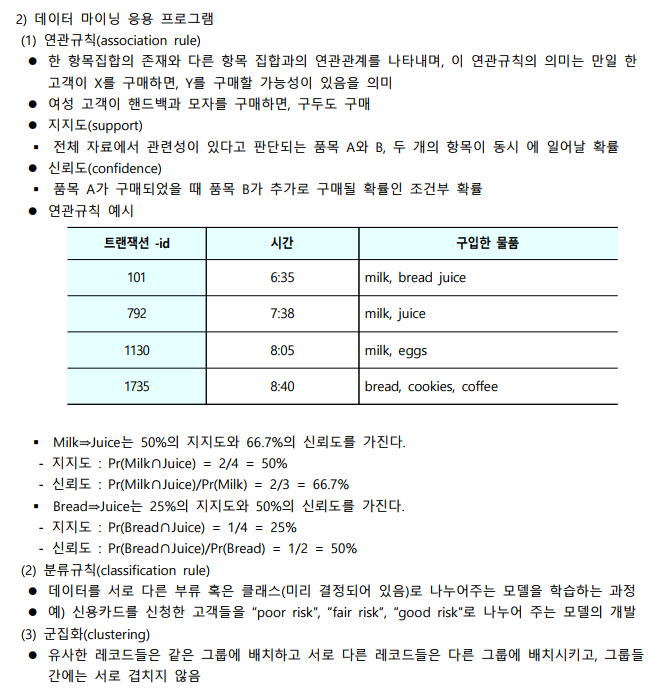 2) 데이터 마이닝 응용 프로그램
(1) 연관규칙(association rule)
● 한 항목집합의 존재와 다른 항목 집합과의 연관관계를 나타내며, 이 연관규칙의 의미는 만일 한
고객이 X를 구매하면, Y를 구매할 가능성이 있음을 의미
● 여성 고객이 핸드백과 모자를 구매하면, 구두도 구매
● 지지도(support)
▪ 전체 자료에서 관련성이 있다고 판단되는 품목 A와 B, 두 개의 항목이 동시 에 일어날 확률
● 신뢰도(confidence)
▪ 품목 A가 구매되었을 때 품목 B가 추가로 구매될 확률인 조건부 확률
● 연관규칙 예시
트랜잭션 -id 시간 구입한 물품
101 6:35 milk, bread juice
792 7:38 milk, juice
1130 8:05 milk, eggs
1735 8:40 bread, cookies, coffee
▪ Milk⇒Juice는 50%의 지지도와 66.7%의 신뢰도를 가진다.
- 지지도 : Pr(Milk∩Juice) = 2/4 = 50%
- 신뢰도 : Pr(Milk∩Juice)/Pr(Milk) = 2/3 = 66.7%
▪ Bread⇒Juice는 25%의 지지도와 50%의 신뢰도를 가진다.
- 지지도 : Pr(Bread∩Juice) = 1/4 = 25%
- 신뢰도 : Pr(Bread∩Juice)/Pr(Bread) = 1/2 = 50%
(2) 분류규칙(classification rule)
● 데이터를 서로 다른 부류 혹은 클래스(미리 결정되어 있음)로 나누어주는 모델을 학습하는 과정
● 예) 신용카드를 신청한 고객들을 “poor risk”, “fair risk”, “good risk”로 나누어 주는 모델의 개발
(3) 군집화(clustering)
● 유사한 레코드들은 같은 그룹에 배치하고 서로 다른 레코드들은 다른 그룹에 배치시키고, 그룹들
간에는 서로 겹치지 않음